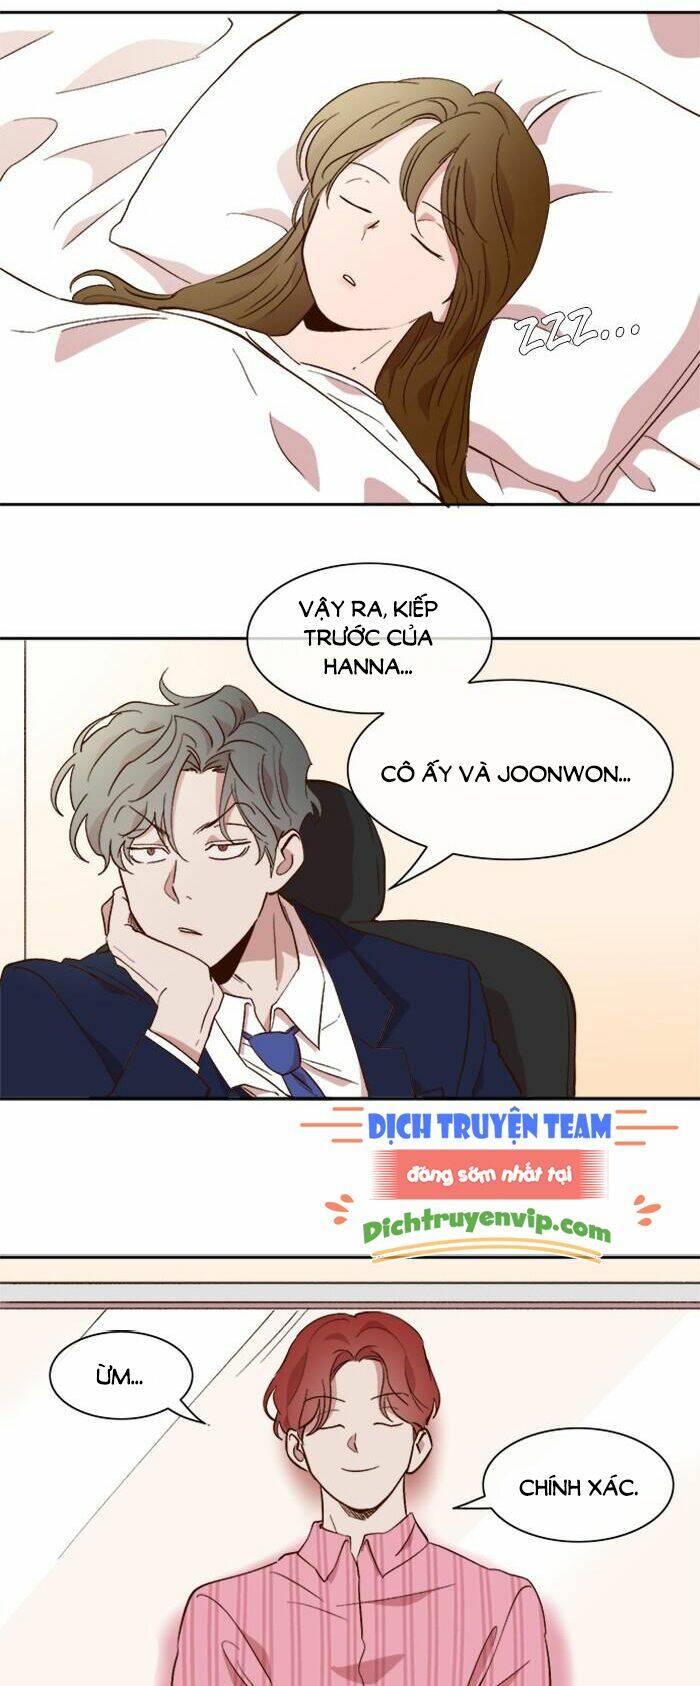 ZZZ...
VẬY RA, KIẾP
TRƯỚC CỦA
HANNA...
CÔ ẤY VÀ JOONWON...
DỊCH TRUYỆN TEAM
đăng sớm nhất tại
Dichtruyenvip.com
ỪM...
CHÍNH XÁC.